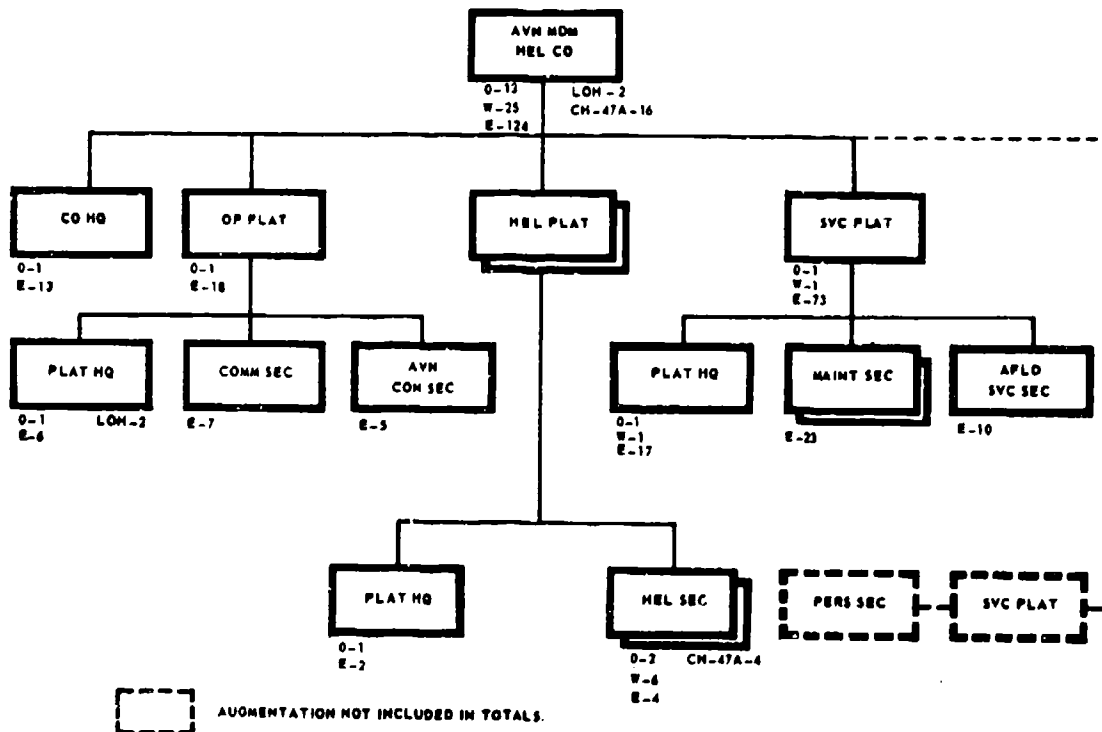 AVN MDM
HEL CO
O-13 LOH-2
W-25 CH-47A-16
E-124
CO HQ
O-1
E-13
OP PLAT
O-1
E-18
HEL PLAT
SVC PLAT
O-1
W-1
E-73
PLAT HQ
O-1 LOH-2
E-6
COMM SEC
E-7
AVN
CON SEC
E-5
PLAT HQ
O-1
W-1
E-17
MAINT SEC
E-23
AFLD
SVC SEC
E-10
PLAT HQ
O-1
E-2
HEL SEC
O-2 CH-47A-4
W-6
E-4
PERS SEC
SVC PLAT
AUGMENTATION NOT INCLUDED IN TOTALS.